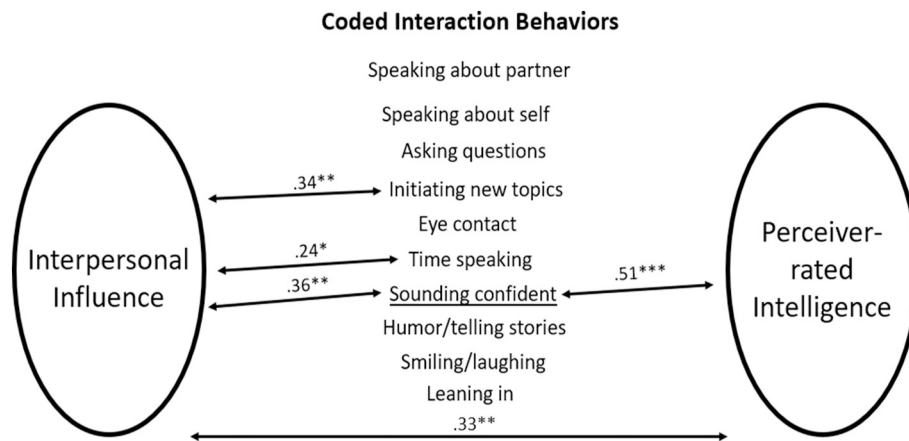 Coded Interaction Behaviors
Speaking about partner
Speaking about self
Asking questions
.34**
Initiating new topics
Eye contact
Interpersonal
Influence
.24*
Time speaking
.36**
Sounding confident
.51***
Perceiver-
rated
Intelligence
Humor/telling stories
Smiling/laughing
Leaning in
.33**